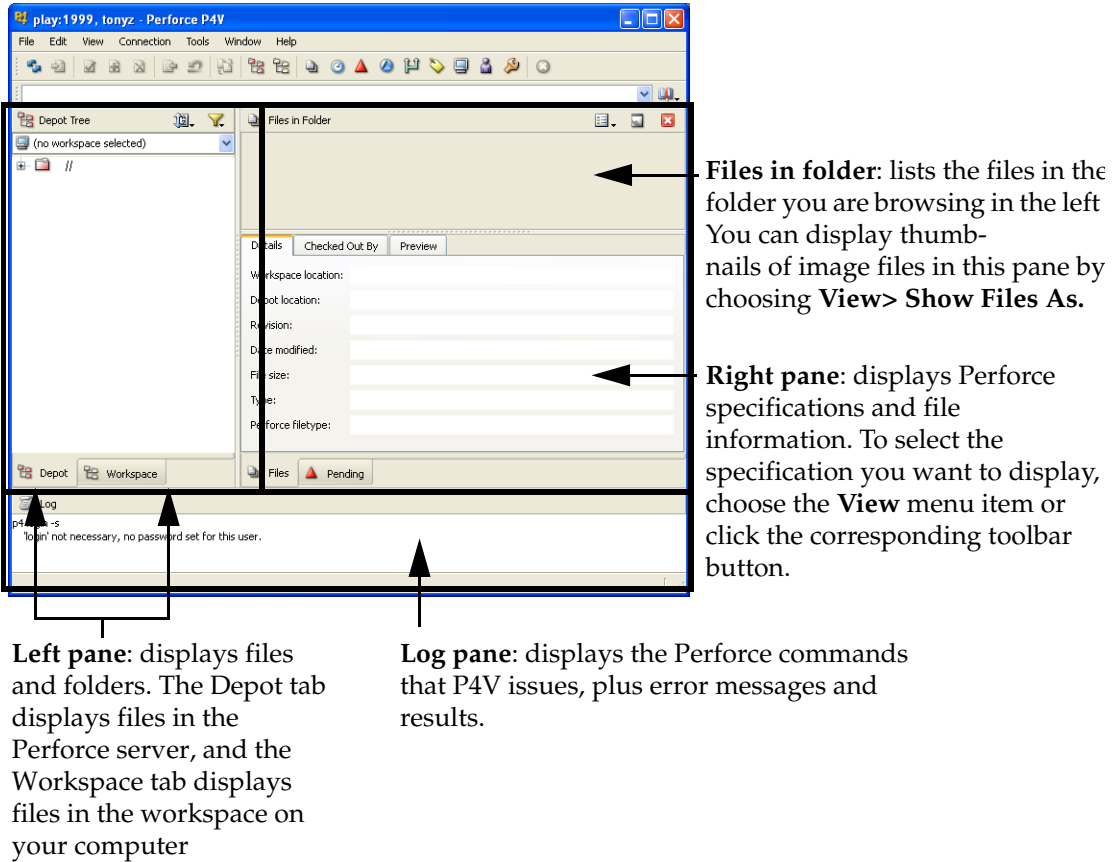 play:1999, tonyz - Perforce P4V
File Edit View Connection Tools Window Help
Depot Tree
(no workspace selected)
//
Files in Folder
Details Checked Out By Preview
Workspace location:
Depot location:
Revision:
Date modified:
File size:
Type:
Perforce filetype:
Depot Workspace
Files Pending
Log
p4 login -s
'login' not necessary, no password set for this user.
Files in folder: lists the files in the
folder you are browsing in the left
You can display thumb-
nails of image files in this pane by
choosing View> Show Files As.
Right pane: displays Perforce
specifications and file
information. To select the
specification you want to display,
choose the View menu item or
click the corresponding toolbar
button.
Left pane: displays files
and folders. The Depot tab
displays files in the
Perforce server, and the
Workspace tab displays
files in the workspace on
your computer
Log pane: displays the Perforce commands
that P4V issues, plus error messages and
results.